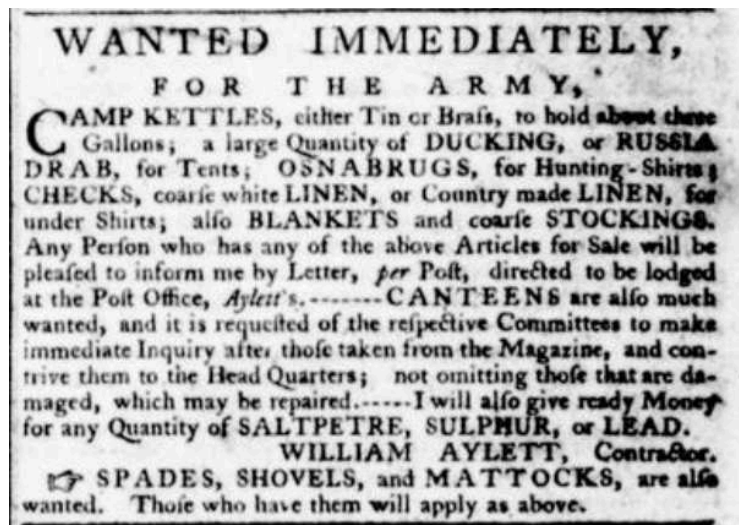 WANTED IMMEDIATELY,
FOR THE ARMY,
CAMP KETTLES, either Tin or Braſs, to hold about three
Gallons; a large Quantity of DUCKING, or RUSSIA
DRAB, for Tents; OSNABRUGS, for Hunting-Shirts;
CHECKS, coarſe white LINEN, or Country made LINEN, for
under Shirts; alſo BLANKETS and coarſe STOCKINGS.
Any Perſon who has any of the above Articles for Sale will be
pleaſed to inform me by Letter, per Poſt, directed to be lodged
at the Poſt Office, Aylett's.--------CANTEENS are alſo much
wanted, and it is requeſted of the reſpective Committees to make
immediate Inquiry after thoſe taken from the Magazine, and con-
trive them to the Head Quarters; not omitting thoſe that are da-
maged, which may be repaired.------I will alſo give ready Money
for any Quantity of SALTPETRE, SULPHUR, or LEAD.
WILLIAM AYLETT, Contractor.
☞ SPADES, SHOVELS, and MATTOCKS, are alſo
wanted. Thoſe who have them will apply as above.